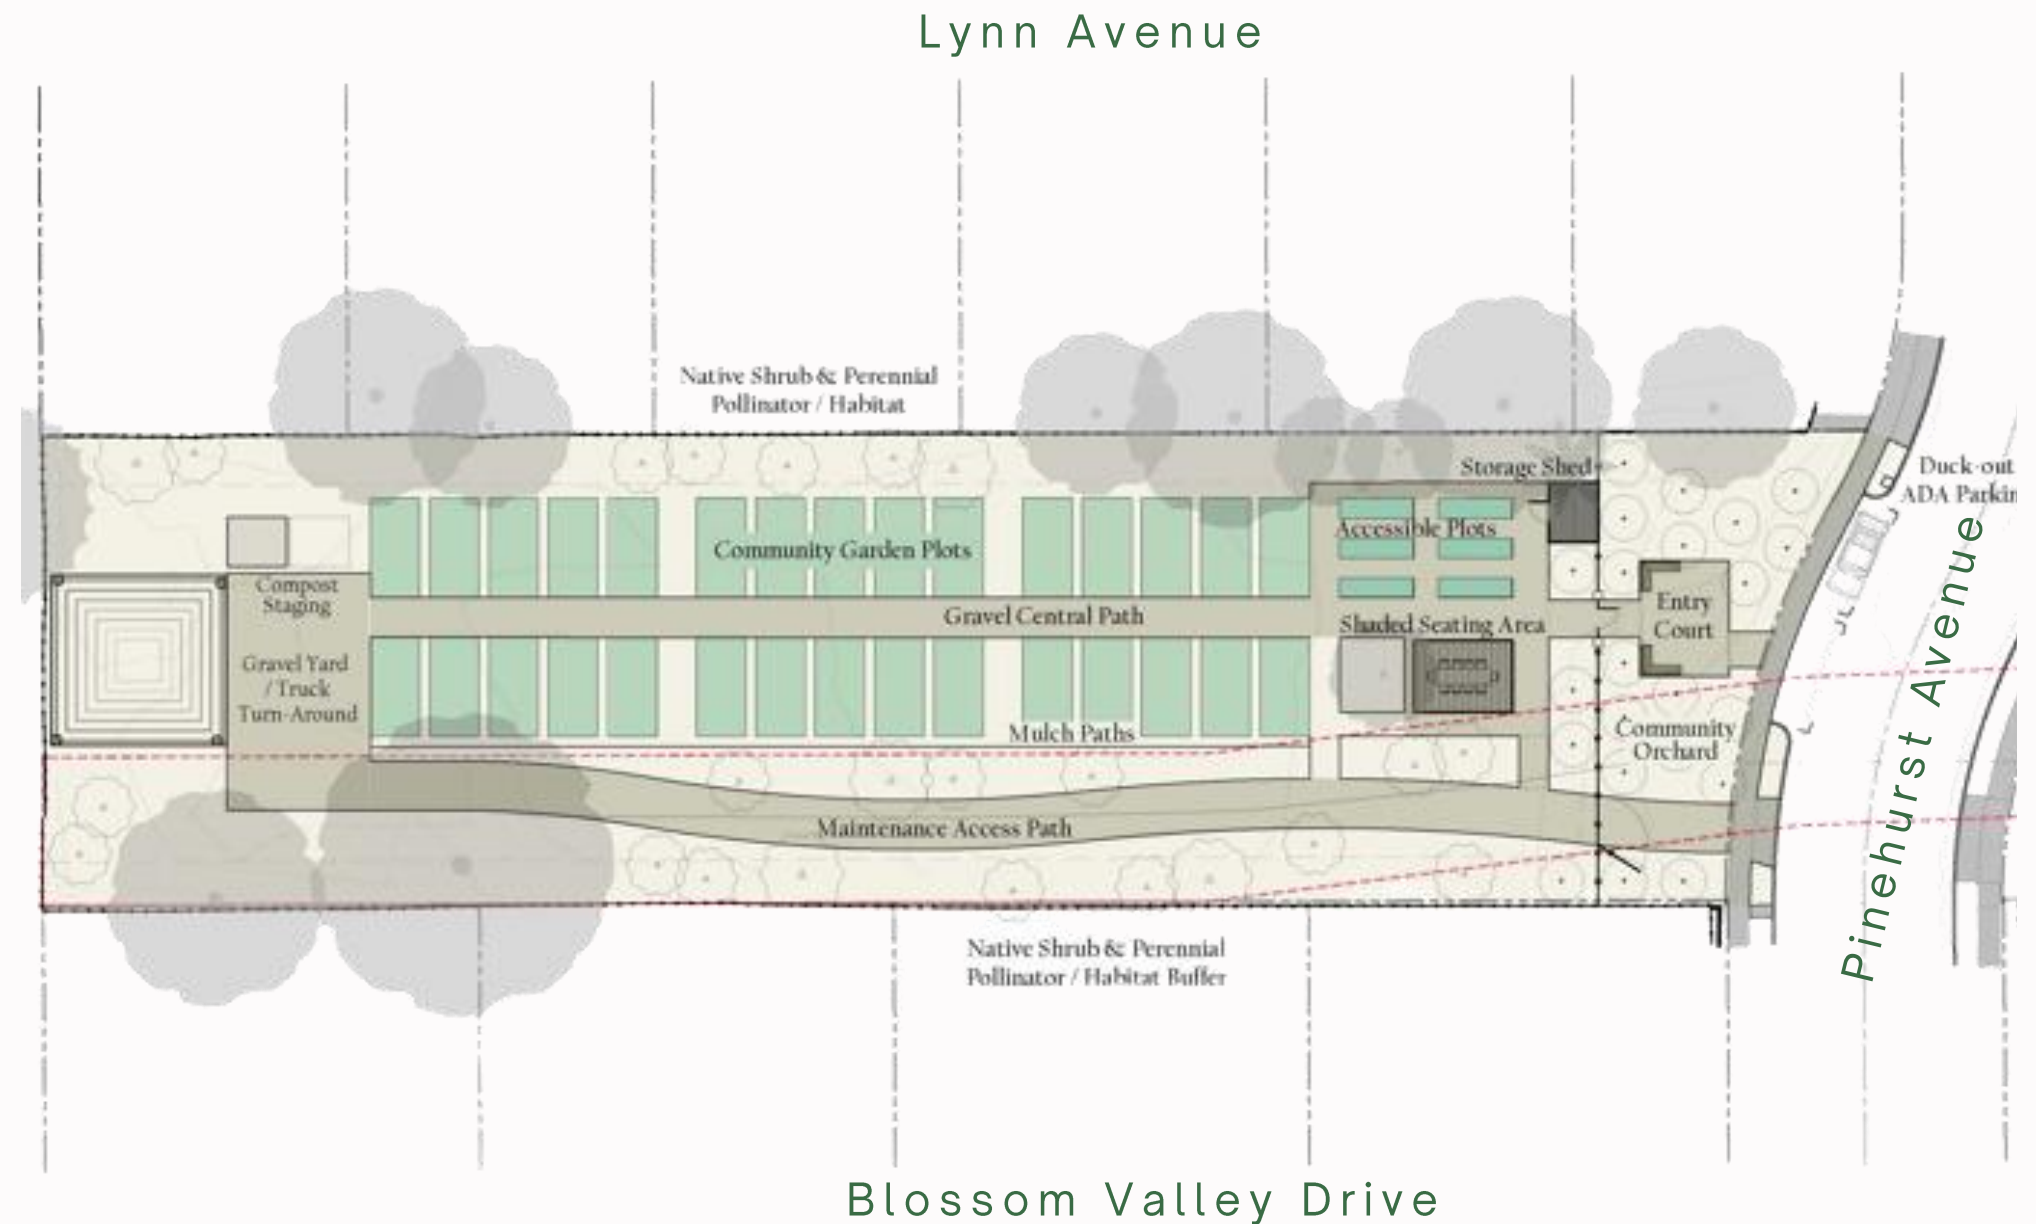 Lynn Avenue
Native Shrub & Perennial
Pollinator / Habitat
Storage Shed
Duck-out
ADA Parkin
Accessible Plots
Community Garden Plots
Compost
Staging
Gravel Central Path
Shaded Seating Area
Entry
Court
Gravel Yard
/ Truck
Turn-Around
Mulch Paths
Community
Orchard
Pinehurst Avenue
Maintenance Access Path
Native Shrub & Perennial
Pollinator / Habitat Buffer
Blossom Valley Drive